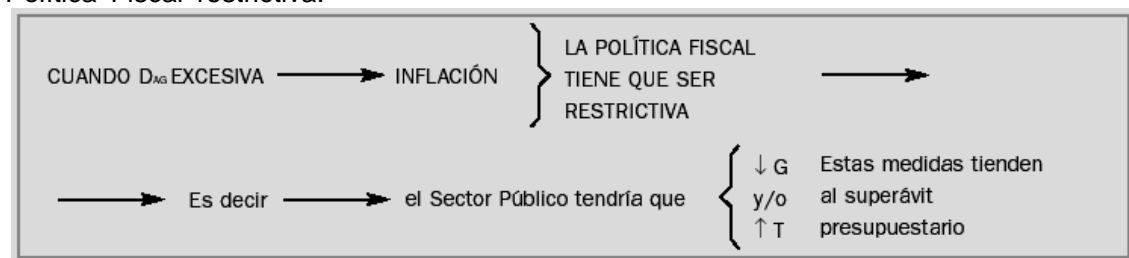 Política Fiscal restrictiva.
CUANDO DAG EXCESIVA → INFLACIÓN } LA POLÍTICA FISCAL
TIENE QUE SER
RESTRICTIVA →
→ Es decir → el Sector Público tendría que { ↓ G Estas medidas tienden
y/o al superávit
↑ T presupuestario